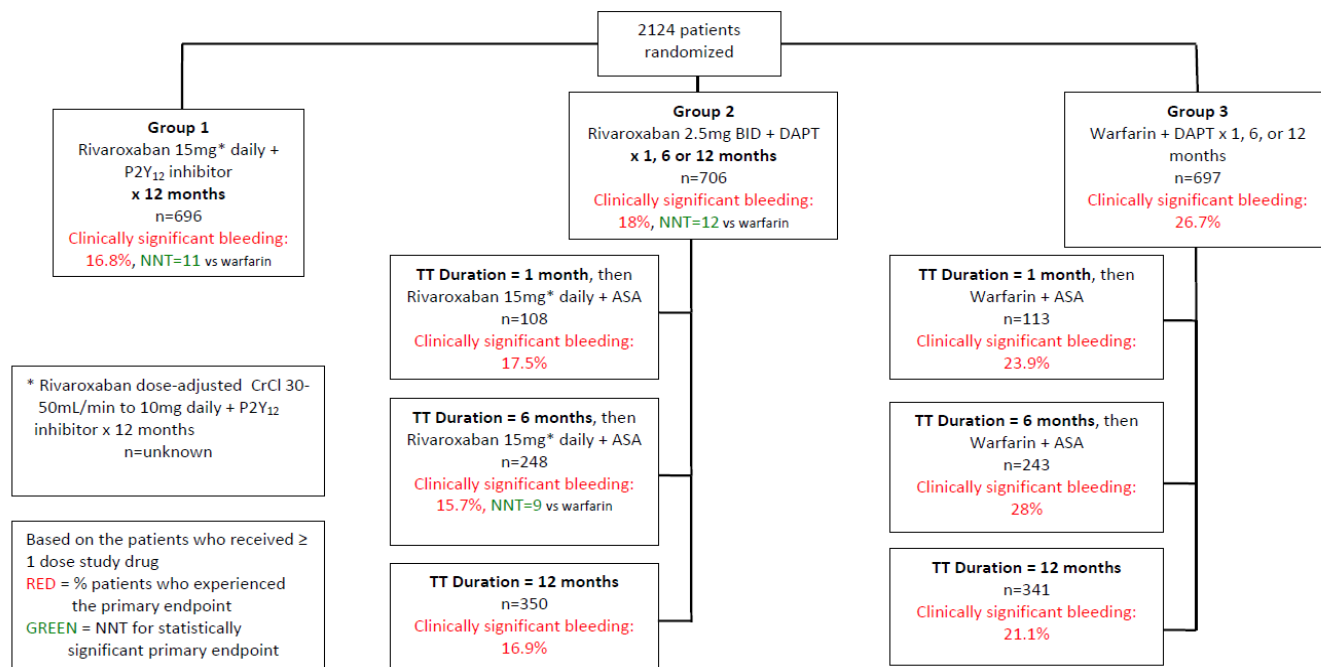 2124 patients
randomized
Group 1
Rivaroxaban 15mg* daily +
P2Y₁₂ inhibitor
x 12 months
n=696
Clinically significant bleeding:
16.8%, NNT=11 vs warfarin
Group 2
Rivaroxaban 2.5mg BID + DAPT
x 1, 6 or 12 months
n=706
Clinically significant bleeding:
18%, NNT=12 vs warfarin
Group 3
Warfarin + DAPT x 1, 6, or 12
months
n=697
Clinically significant bleeding:
26.7%
TT Duration = 1 month, then
Rivaroxaban 15mg* daily + ASA
n=108
Clinically significant bleeding:
17.5%
TT Duration = 1 month, then
Warfarin + ASA
n=113
Clinically significant bleeding:
23.9%
* Rivaroxaban dose-adjusted CrCl 30-
50mL/min to 10mg daily + P2Y₁₂
inhibitor x 12 months
n=unknown
TT Duration = 6 months, then
Rivaroxaban 15mg* daily + ASA
n=248
Clinically significant bleeding:
15.7%, NNT=9 vs warfarin
TT Duration = 6 months, then
Warfarin + ASA
n=243
Clinically significant bleeding:
28%
Based on the patients who received ≥
1 dose study drug
RED = % patients who experienced
the primary endpoint
GREEN = NNT for statistically
significant primary endpoint
TT Duration = 12 months
n=350
Clinically significant bleeding:
16.9%
TT Duration = 12 months
n=341
Clinically significant bleeding:
21.1%